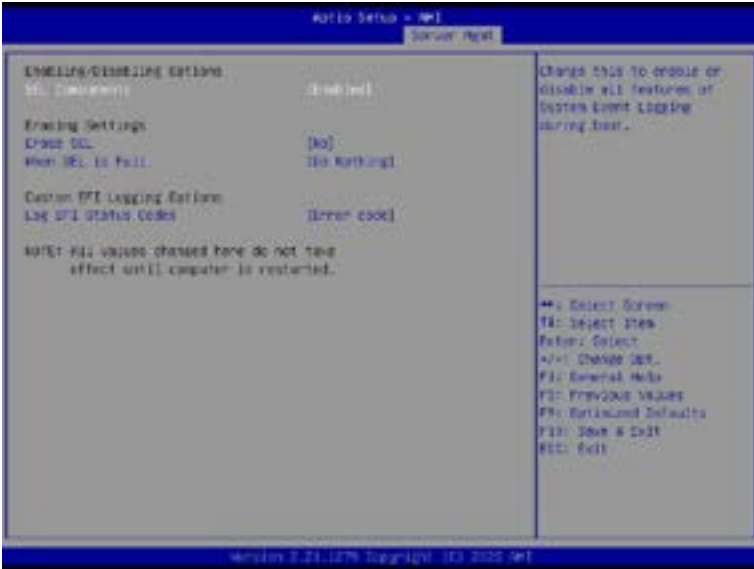 Aptio Setup - AMI
Server Mgmt
Enabling/Disabling Options
SEL Components [Enabled]
Erasing Settings
Erase SEL [No]
When SEL is Full [Do Nothing]
Custom EFI Logging Options
Log EFI Status Codes [Error code]
NOTE: All values changed here do not take
effect until computer is restarted.
Change this to enable or
disable all features of
System Event Logging
during boot.
: Select Screen
: Select Item
Enter: Select
+/-: Change Opt.
F1: General Help
F2: Previous Values
F9: Optimized Defaults
F10: Save & Exit
ESC: Exit
Version Copyright (C) AMI